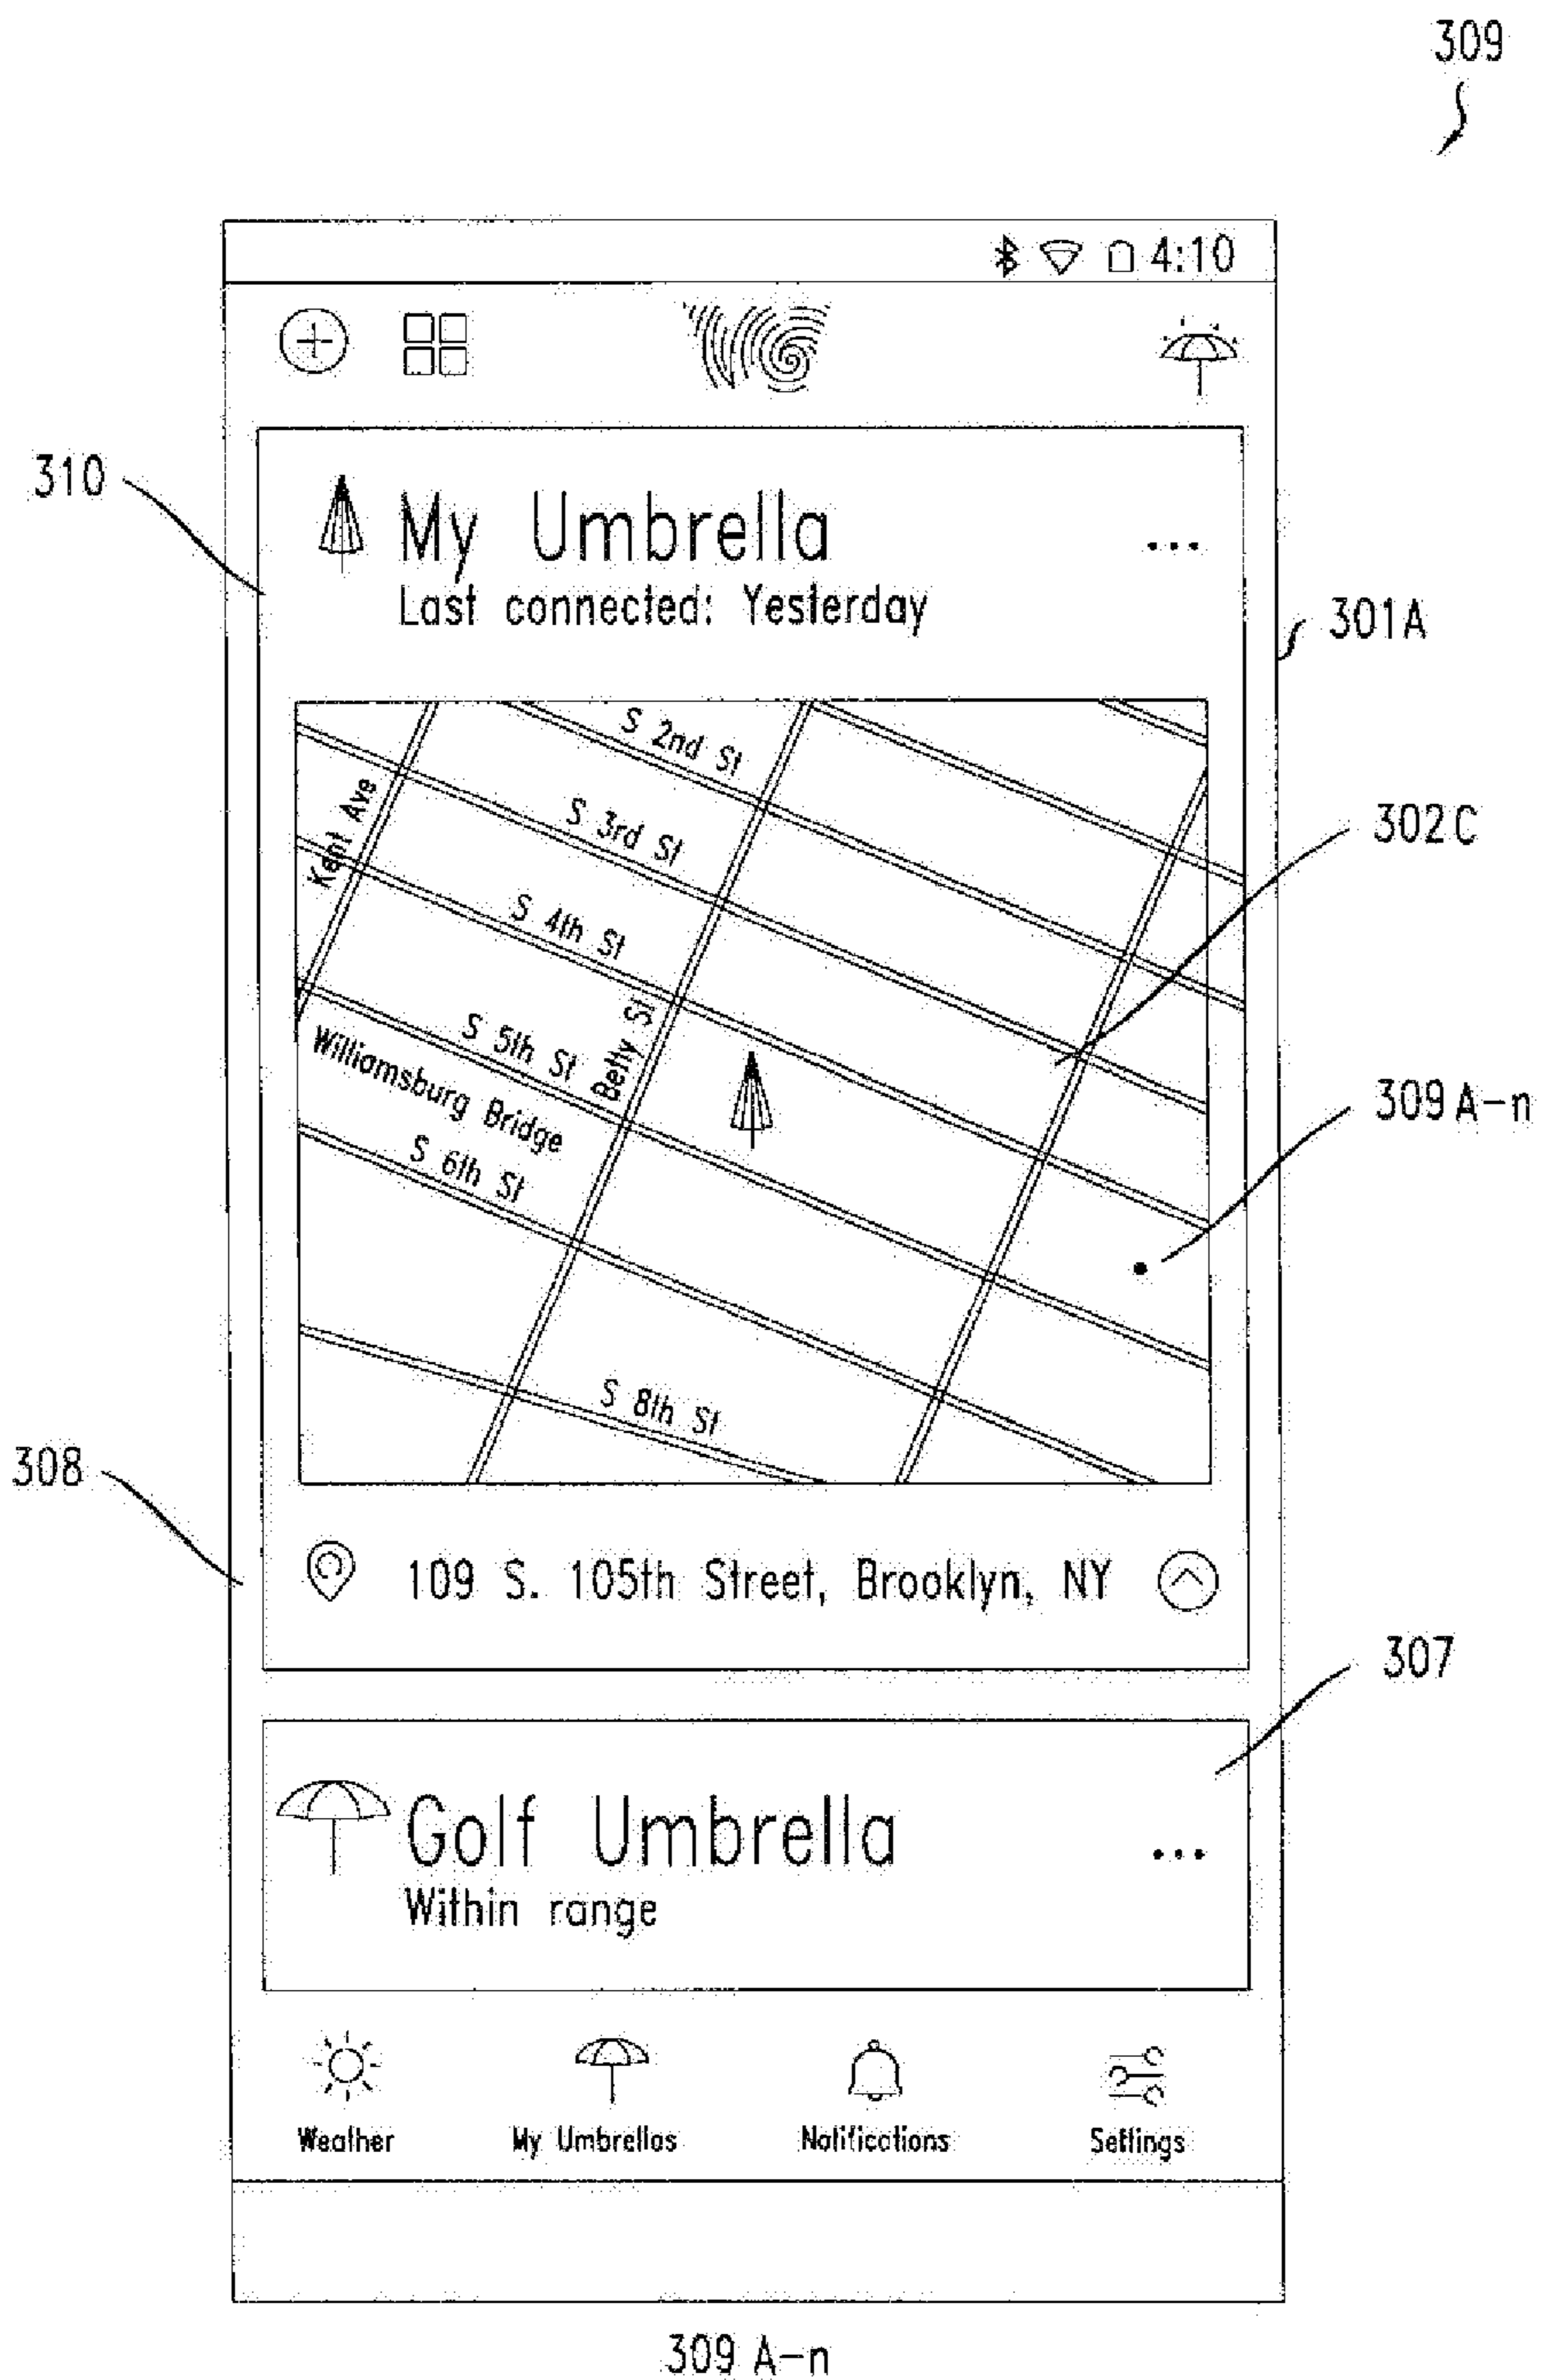 309
4:10
310
My Umbrella
...
Last connected: Yesterday
301A
S 2nd St
Kent Ave
S 3rd St
302C
S 4th St
S 5th St
Betty St
Williamsburg Bridge
309A-n
S 6th St
S 8th St
308
109 S. 105th Street, Brooklyn, NY
307
Golf Umbrella
...
Within range
Weather
My Umbrellas
Notifications
Settings
309A-n